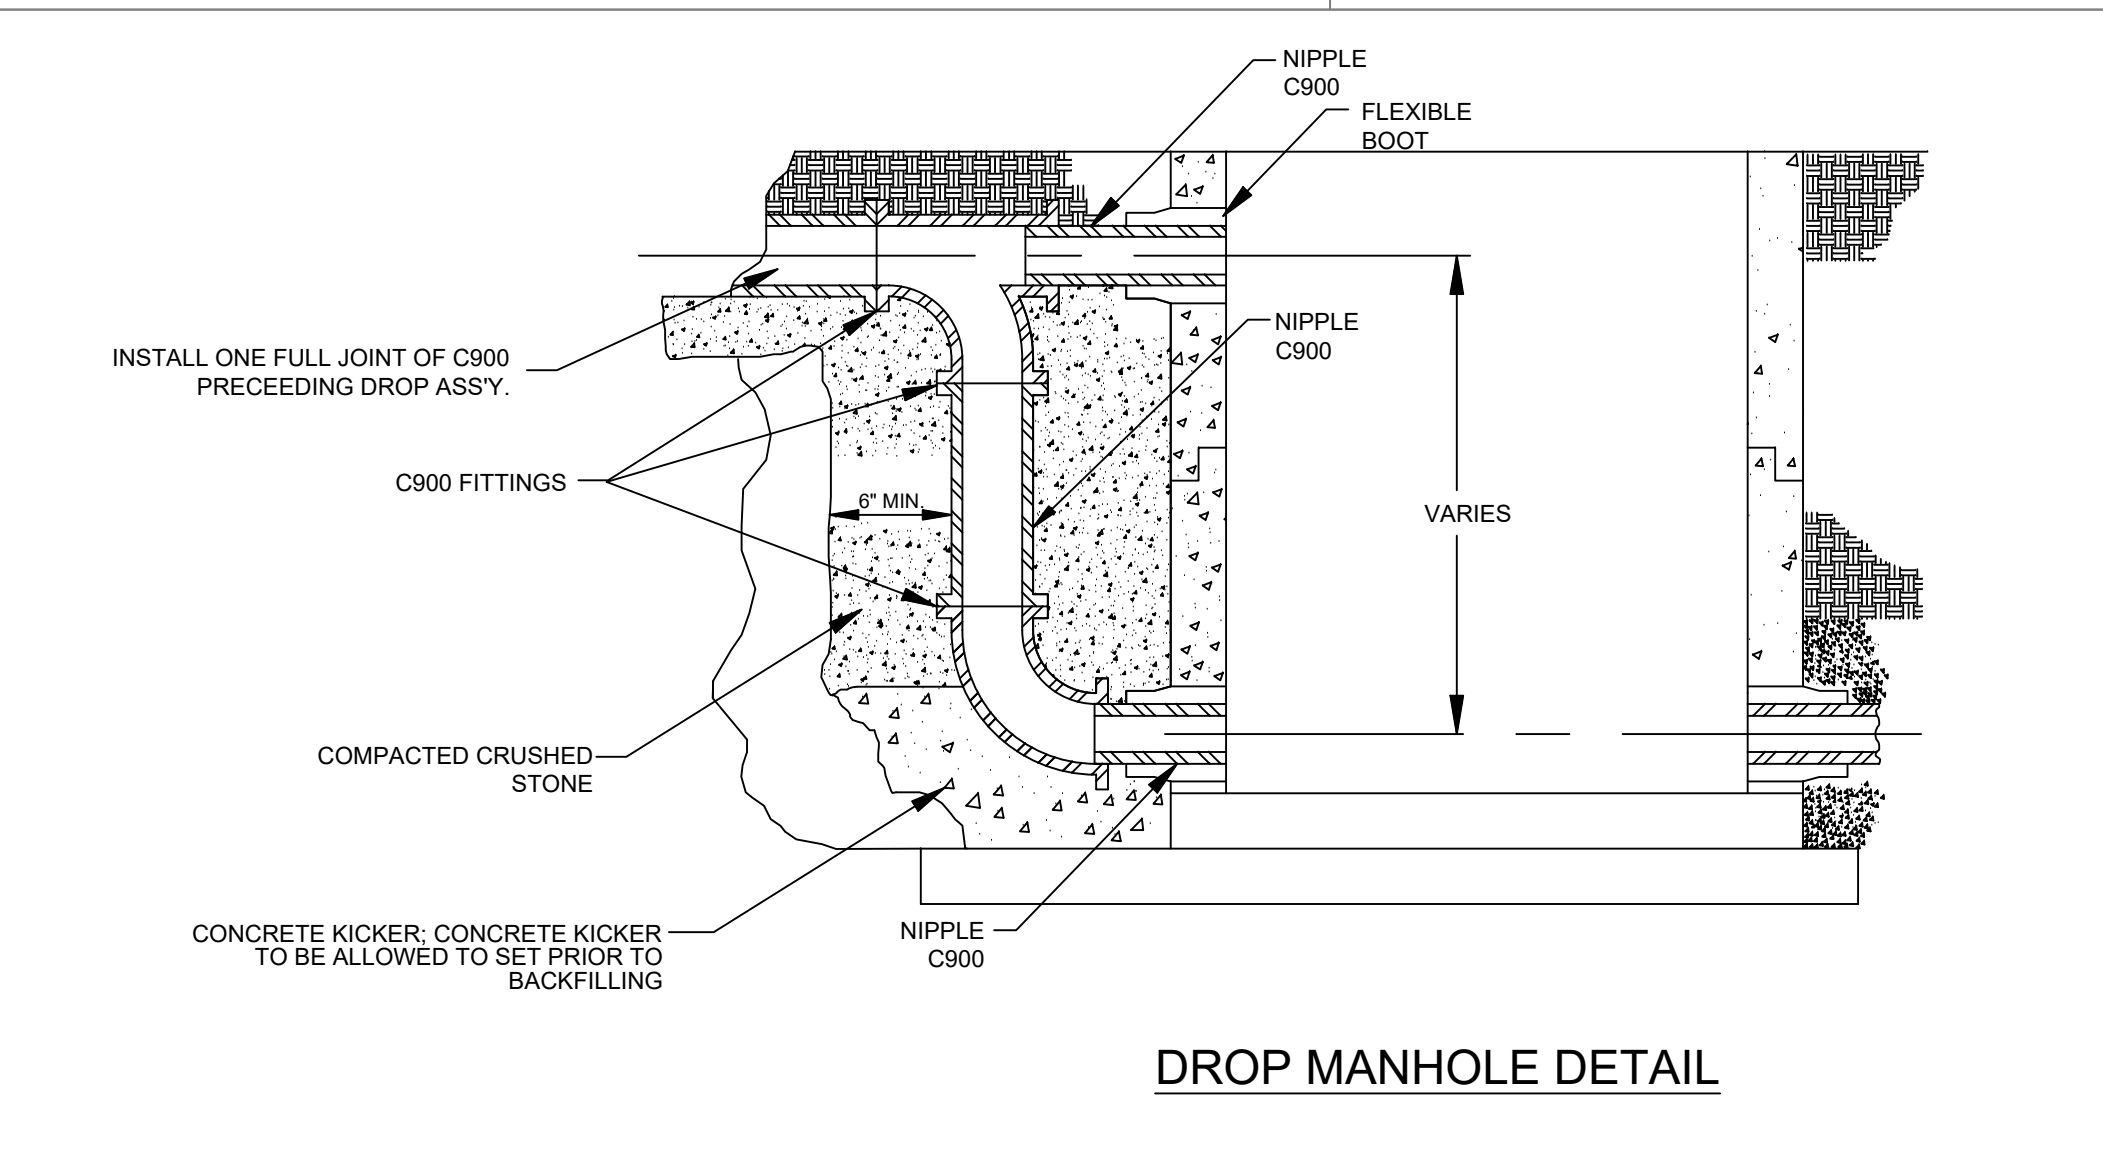 NIPPLE
C900
FLEXIBLE
BOOT
NIPPLE
C900
INSTALL ONE FULL JOINT OF C900
PRECEEDING DROP ASS'Y.
C900 FITTINGS
6" MIN.
VARIES
COMPACTED CRUSHED
STONE
CONCRETE KICKER; CONCRETE KICKER
TO BE ALLOWED TO SET PRIOR TO
BACKFILLING
NIPPLE
C900
DROP MANHOLE DETAIL